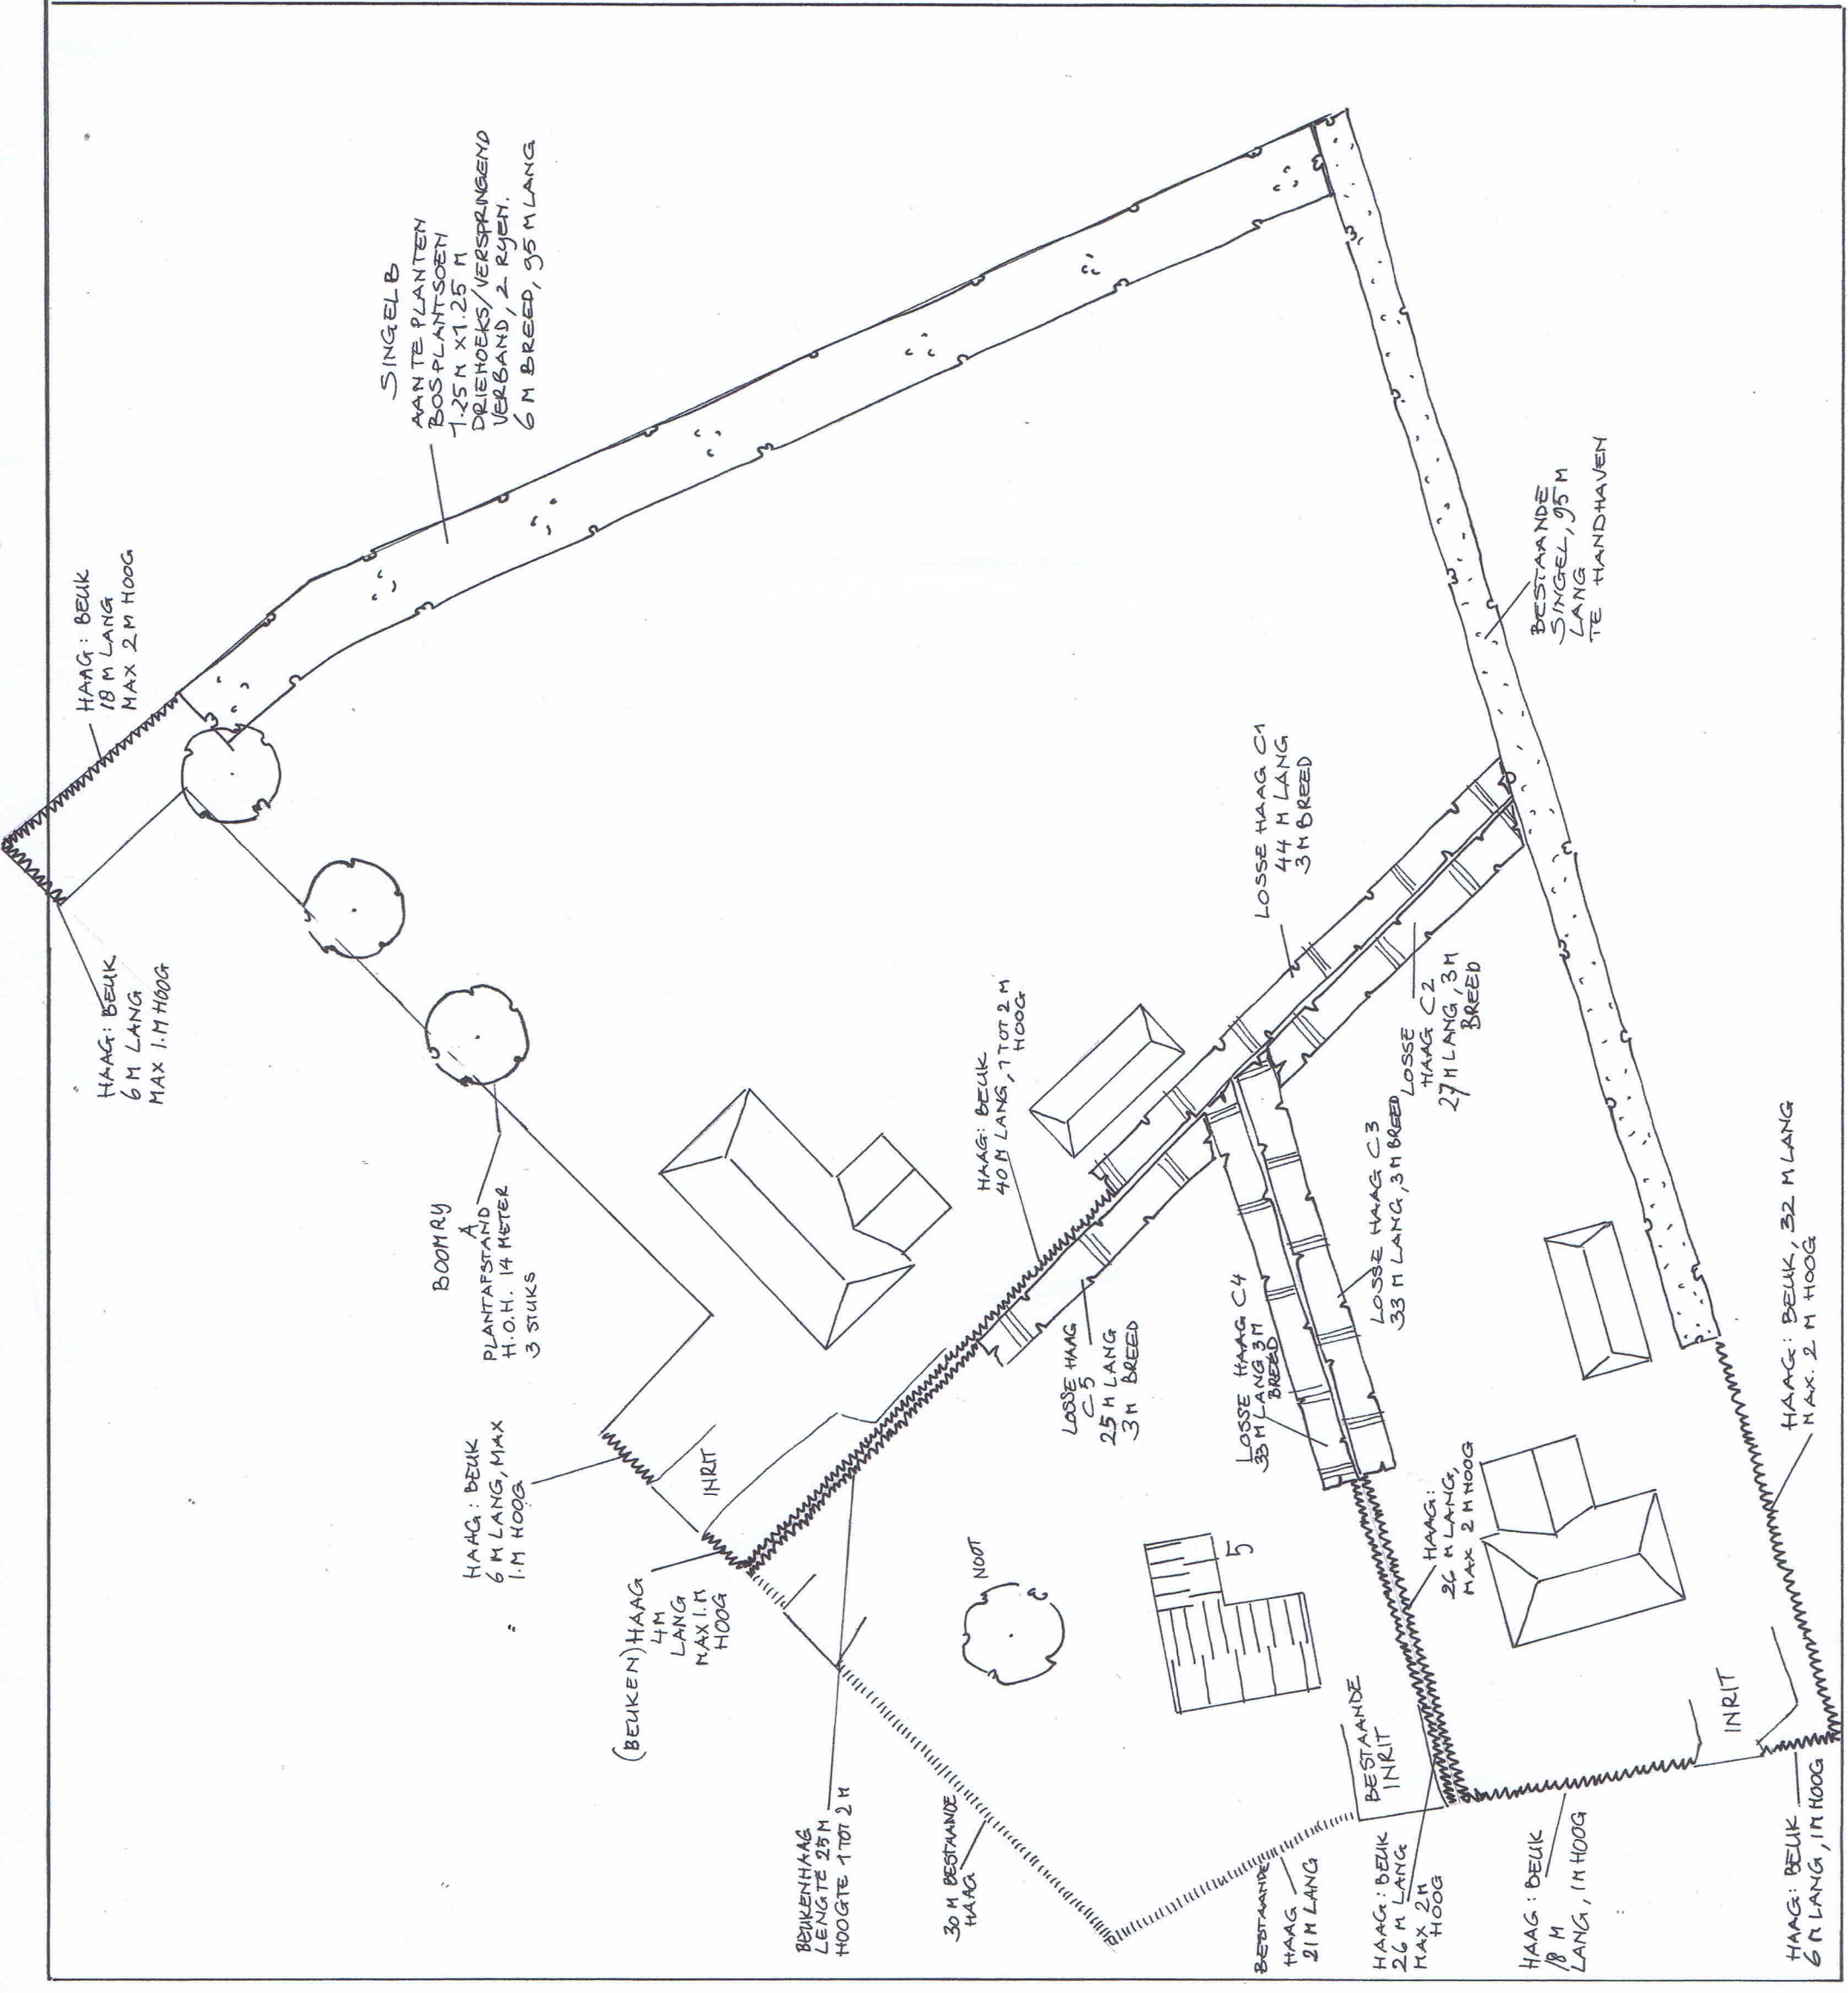 HAAG: BEUK
18 M LANG
MAX 2 M HOOG
SINGEL B
AAN TE PLANTEN
BOSPLANTSOEN
1.25 M X 1.25 M
DRIEHOEKS/VERSPRINGEND
VERBAND, 2 RYEN.
6 M BREED, 95 M LANG
HAAG: BEUK
6 M LANG
MAX 1.M HOOG
BOOMRY
A
PLANTAFSTAND
H.O.H. 14 METER
3 STUKS
HAAG: BEUK
6 M LANG, MAX
1.M HOOG
INRIT
(BEUKEN) HAAG
4 M
LANG
MAX 1.M
HOOG
BEUKENHAAG
LENGTE 25 M
HOOGTE 1 TOT 2 M
30 M BESTAANDE
HAAG
NOOT
5
HAAG: BEUK
40 M LANG, 1 TOT 2 M
HOOG
LOSSE HAAG C1
44 M LANG
3 M BREED
LOSSE
HAAG C2
27 M LANG, 3 M
BREED
LOSSE HAAG C3
33 M LANG, 3 M BREED
LOSSE HAAG C4
33 M LANG 3 M
BREED
LOSSE HAAG
C5
25 M LANG
3 M BREED
BESTAANDE
SINGEL, 95 M
LANG
TE HANDHAVEN
HAAG:
26 M LANG,
MAX 2 M HOOG
BESTAANDE
INRIT
BESTAANDE
HAAG
21 M LANG
HAAG: BEUK
26 M LANG
MAX 2 M
HOOG
HAAG: BEUK
18 M
LANG, 1 M HOOG
INRIT
HAAG: BEUK, 32 M LANG
MAX. 2 M HOOG
HAAG: BEUK
6 M LANG, 1 M HOOG